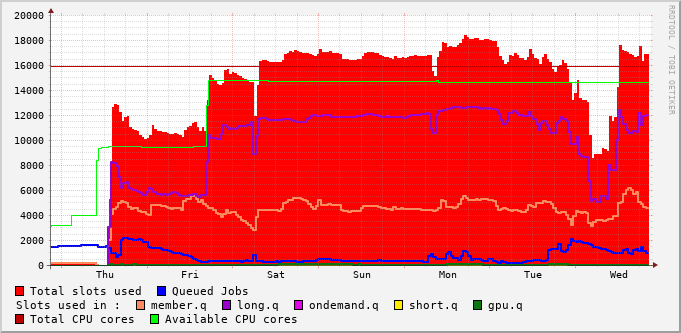 RRDTOOL / TOBI OETIKER
20000
18000
16000
14000
12000
10000
8000
6000
4000
2000
0
Thu Fri Sat Sun Mon Tue Wed
Total slots used Queued Jobs
Slots used in : member.q long.q ondemand.q short.q gpu.q
Total CPU cores Available CPU cores